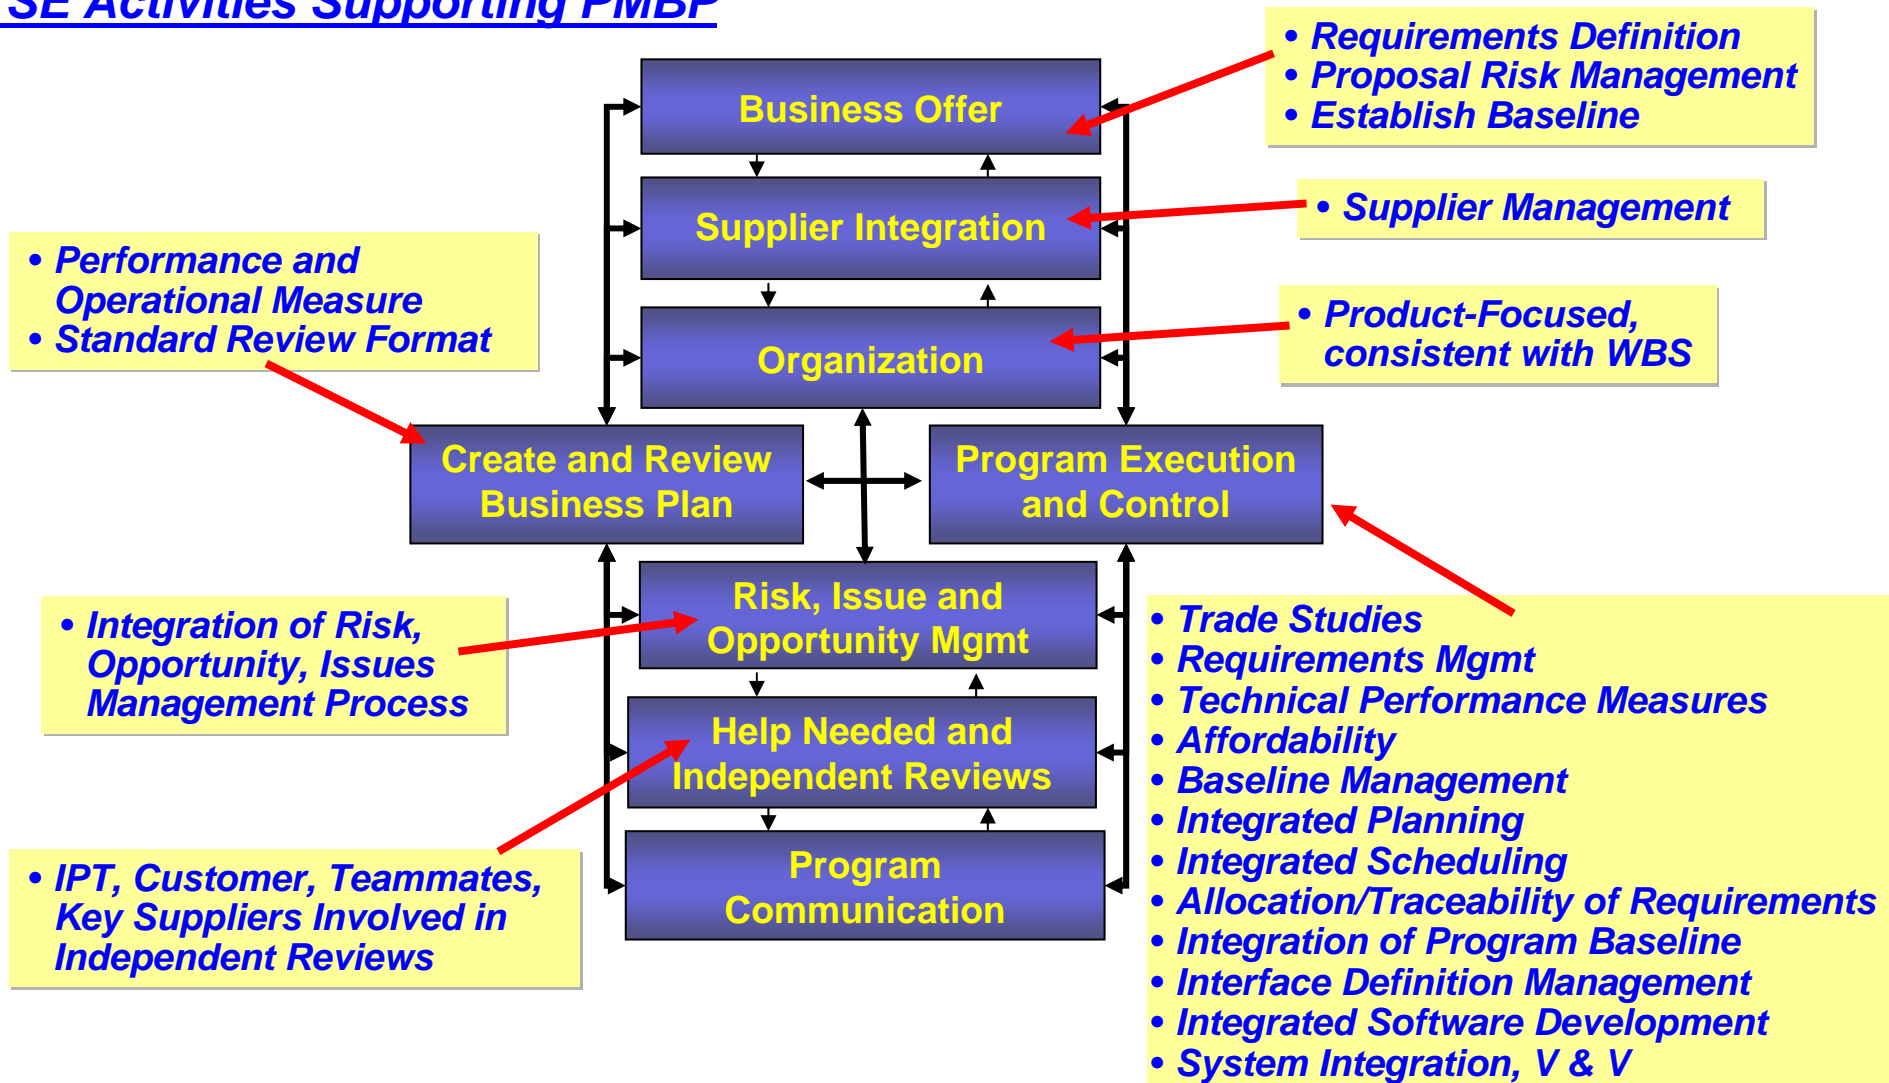 SE Activities Supporting PMBP
• Requirements Definition
• Proposal Risk Management
• Establish Baseline
Business Offer
• Supplier Management
Supplier Integration
• Performance and
Operational Measure
• Standard Review Format
• Product-Focused,
consistent with WBS
Organization
Create and Review
Business Plan
Program Execution
and Control
Risk, Issue and
Opportunity Mgmt
• Integration of Risk,
Opportunity, Issues
Management Process
Help Needed and
Independent Reviews
• IPT, Customer, Teammates,
Key Suppliers Involved in
Independent Reviews
Program
Communication
• Trade Studies
• Requirements Mgmt
• Technical Performance Measures
• Affordability
• Baseline Management
• Integrated Planning
• Integrated Scheduling
• Allocation/Traceability of Requirements
• Integration of Program Baseline
• Interface Definition Management
• Integrated Software Development
• System Integration, V & V